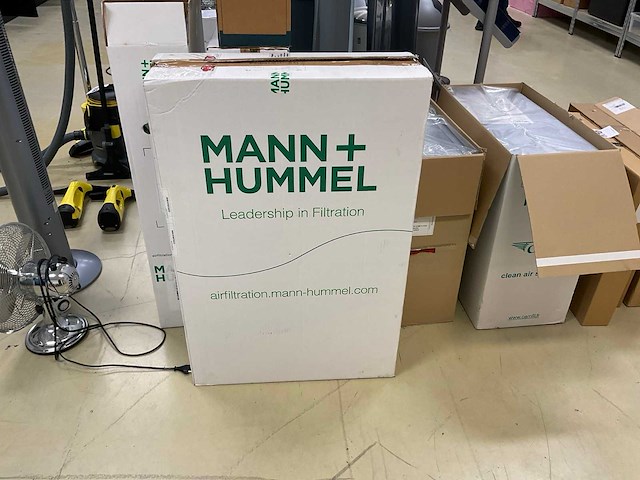 MANN+
HUMMEL
Leadership in Filtration
airfiltration.mann-hummel.com
clean air